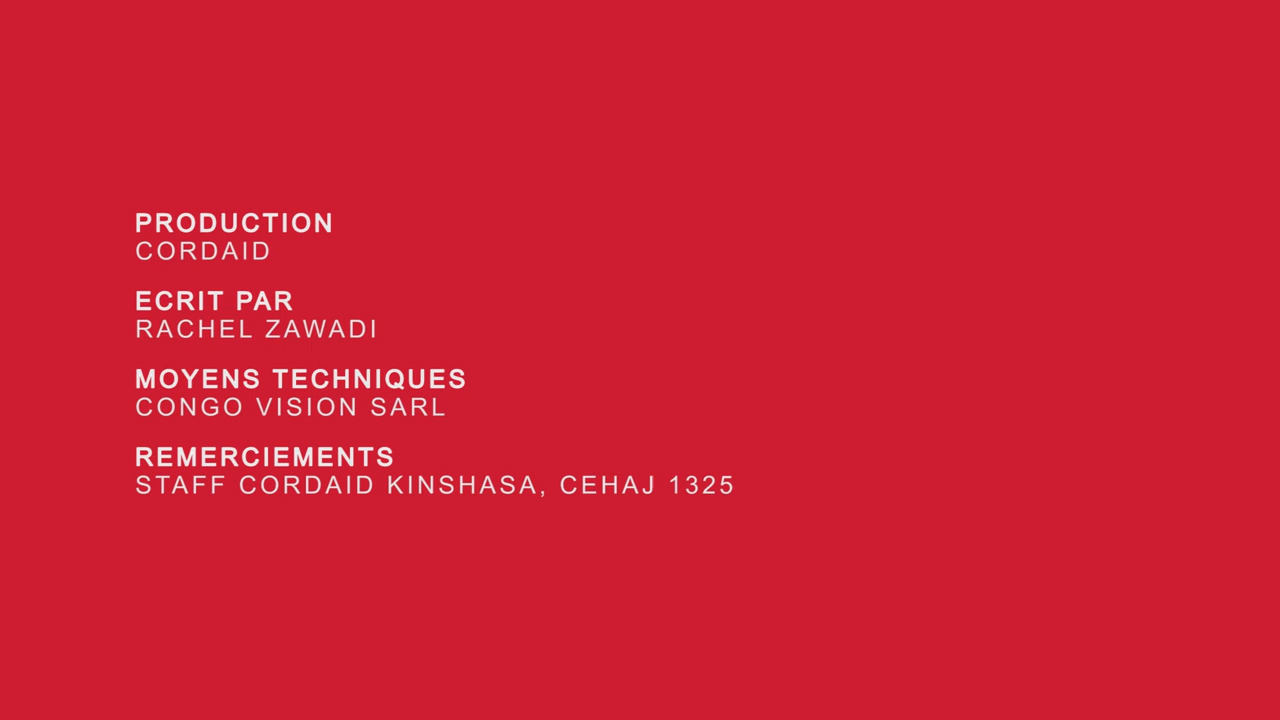 PRODUCTION
CORDAID
ECRIT PAR
RACHEL ZAWADI
MOYENS TECHNIQUES
CONGO VISION SARL
REMERCIEMENTS
STAFF CORDAID KINSHASA, CEHAJ 1325